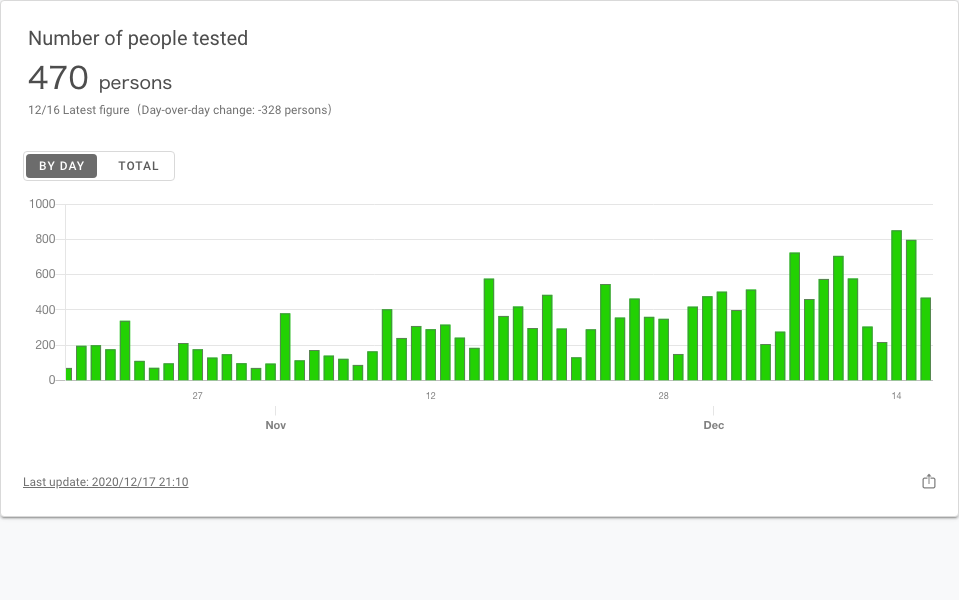 Number of people tested
470 persons
12/16 Latest figure（Day-over-day change: -328 persons）
BY DAY TOTAL
1000
800
600
400
200
0
27 12 28 14
Nov Dec
Last update: 2020/12/17 21:10